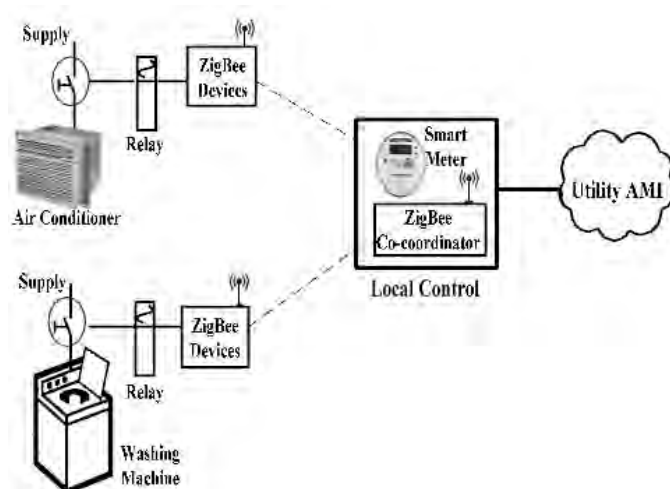 Supply
ZigBee
Devices
Relay
Air Conditioner
Smart
Meter
ZigBee
Co-coordinator
Local Control
Utility AMI
Supply
ZigBee
Devices
Relay
Washing
Machine